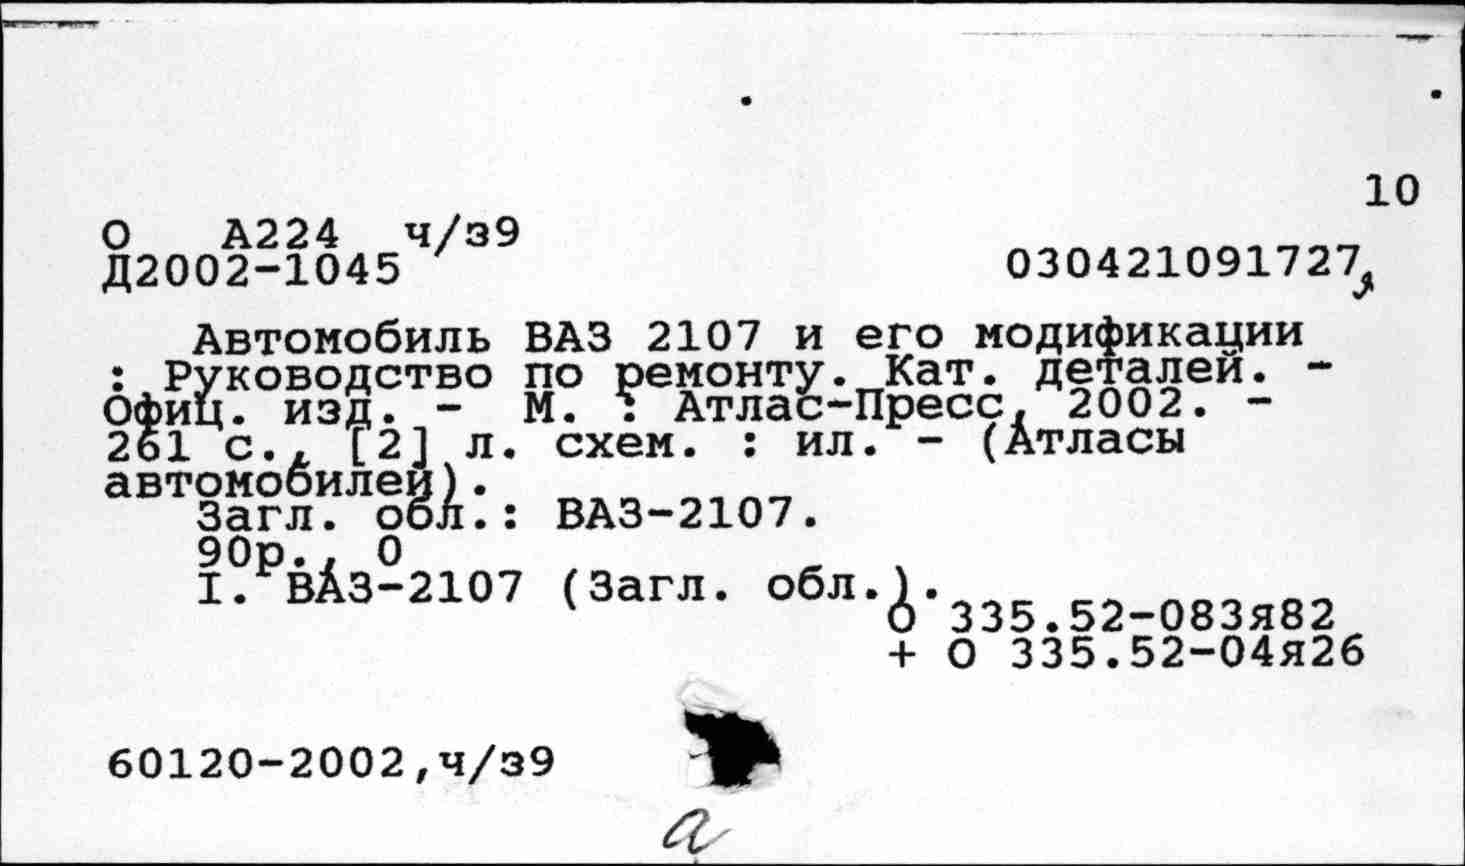 10
О А224 ч/з9
Д2002-1045 030421091727
Автомобиль ВАЗ 2107 и его модификации
: Руководство по ремонту. Кат. деталей. -
Офиц. изд. - М. : Атлас-Пресс, 2002. -
261 с., [2] л. схем. : ил. - (Атласы
автомобилей).
Загл. обл.: ВАЗ-2107.
90р., 0
I. ВАЗ-2107 (Загл. обл.).
О 335.52-083я82
+ О 335.52-04я26
60120-2002,ч/з9
а